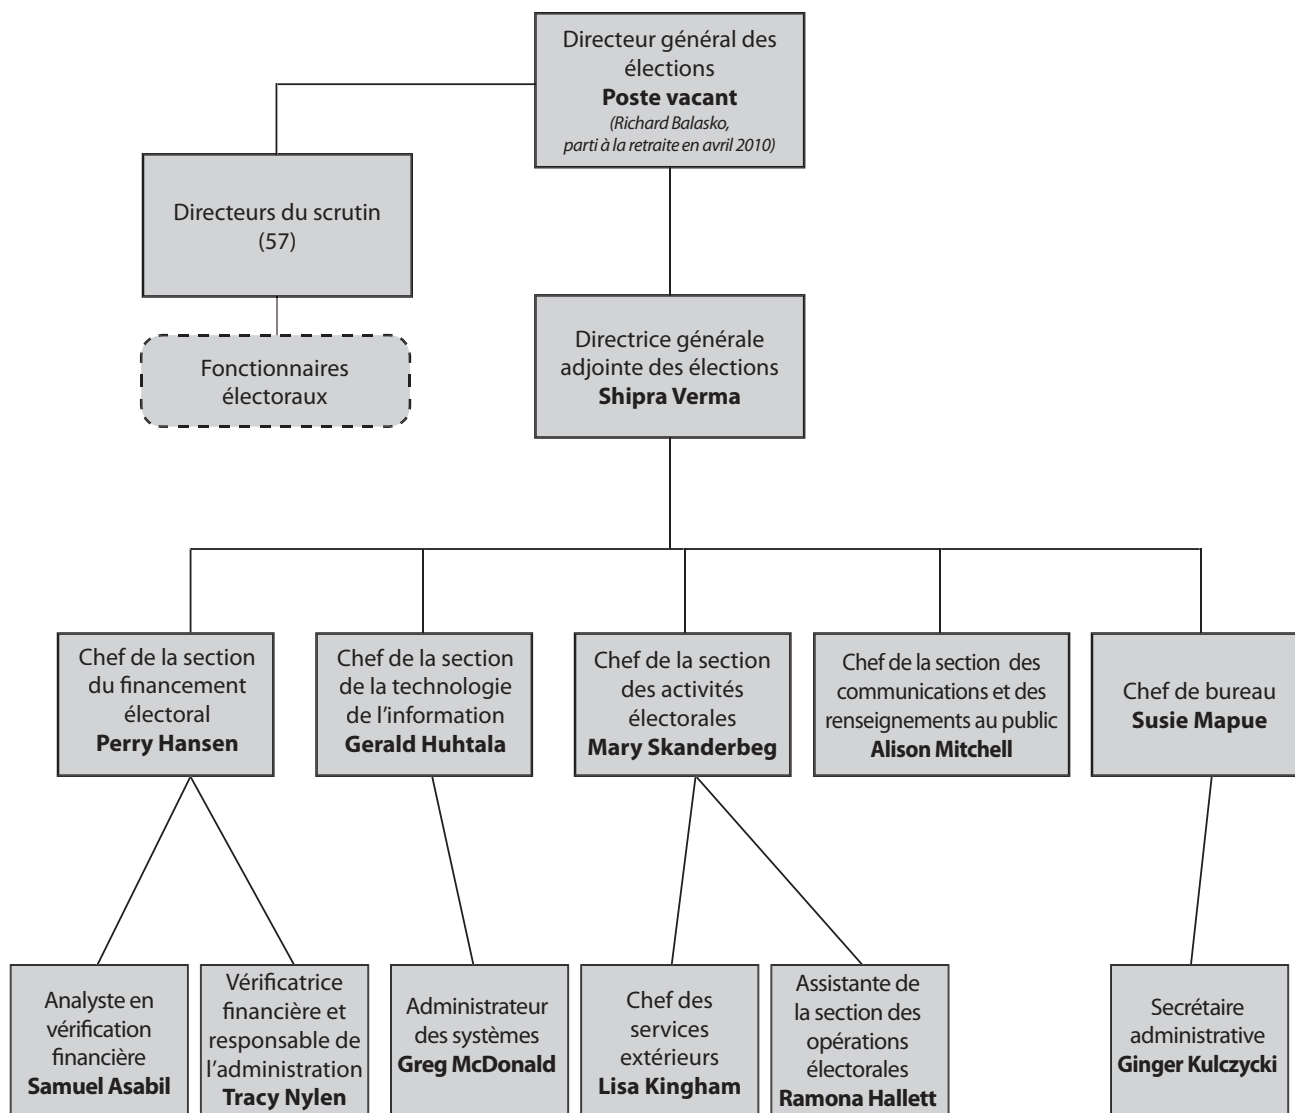 Directeur général des
élections
Poste vacant
(Richard Balasko,
parti à la retraite en avril 2010)
Directeurs du scrutin
(57)
Fonctionnaires
électoraux
Directrice générale
adjointe des élections
Shipra Verma
Chef de la section
du financement
électoral
Perry Hansen
Chef de la section
de la technologie
de l'information
Gerald Huhtala
Chef de la section
des activités
électorales
Mary Skanderbeg
Chef de la section des
communications et des
renseignements au public
Alison Mitchell
Chef de bureau
Susie Mapue
Analyste en
vérification
financière
Samuel Asabil
Vérificatrice
financière et
responsable de
l'administration
Tracy Nylen
Administrateur
des systèmes
Greg McDonald
Chef des
services
extérieurs
Lisa Kingham
Assistante de
la section des
opérations
électorales
Ramona Hallett
Secrétaire
administrative
Ginger Kulczycki